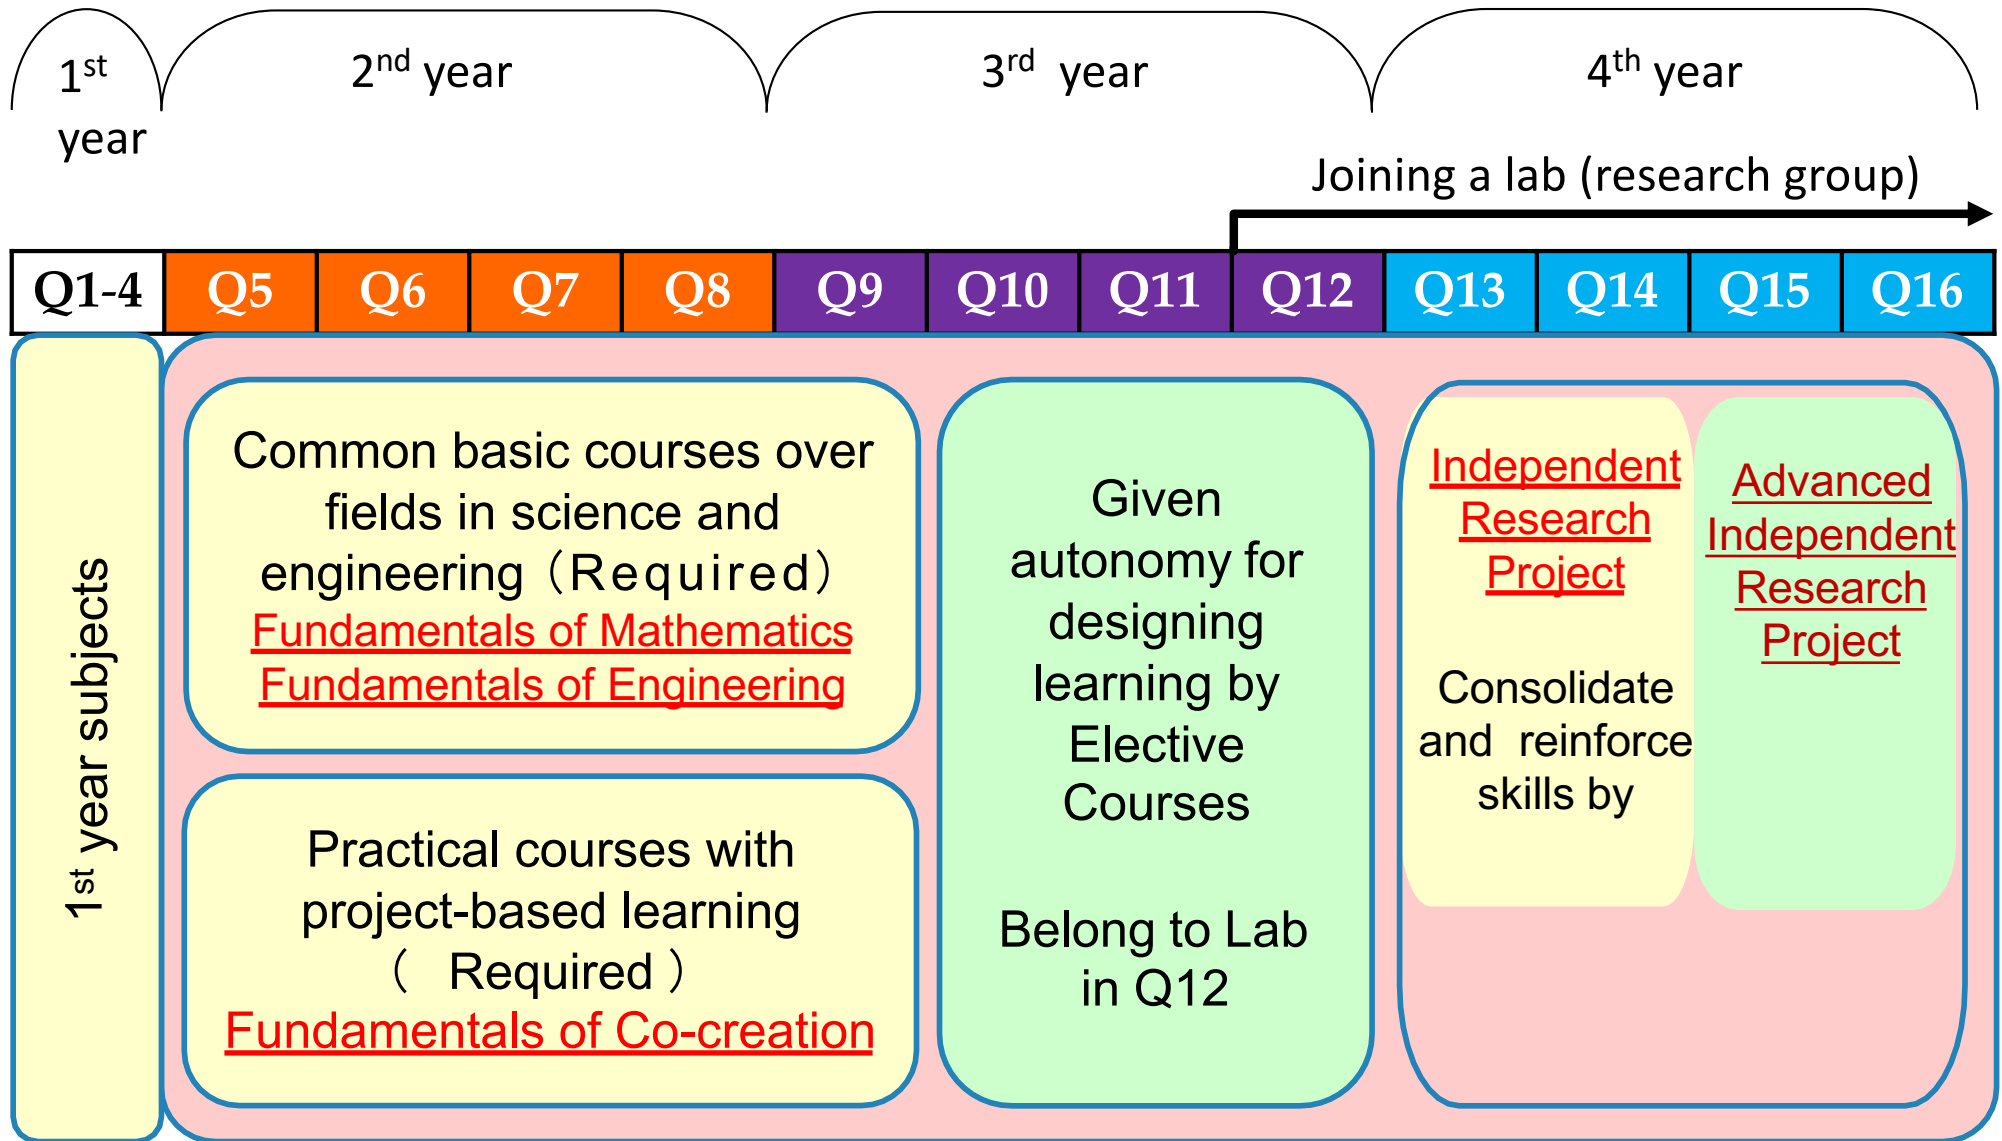 1st
year
2nd year
3rd year
4th year
Joining a lab (research group)
Q1-4 Q5 Q6 Q7 Q8 Q9 Q10 Q11 Q12 Q13 Q14 Q15 Q16
1st year subjects
Common basic courses over
fields in science and
engineering（Required）
Fundamentals of Mathematics
Fundamentals of Engineering
Practical courses with
project-based learning
（ Required ）
Fundamentals of Co-creation
Given
autonomy for
designing
learning by
Elective
Courses
Belong to Lab
in Q12
Independent
Research
Project
Consolidate
and reinforce
skills by
Advanced
Independent
Research
Project